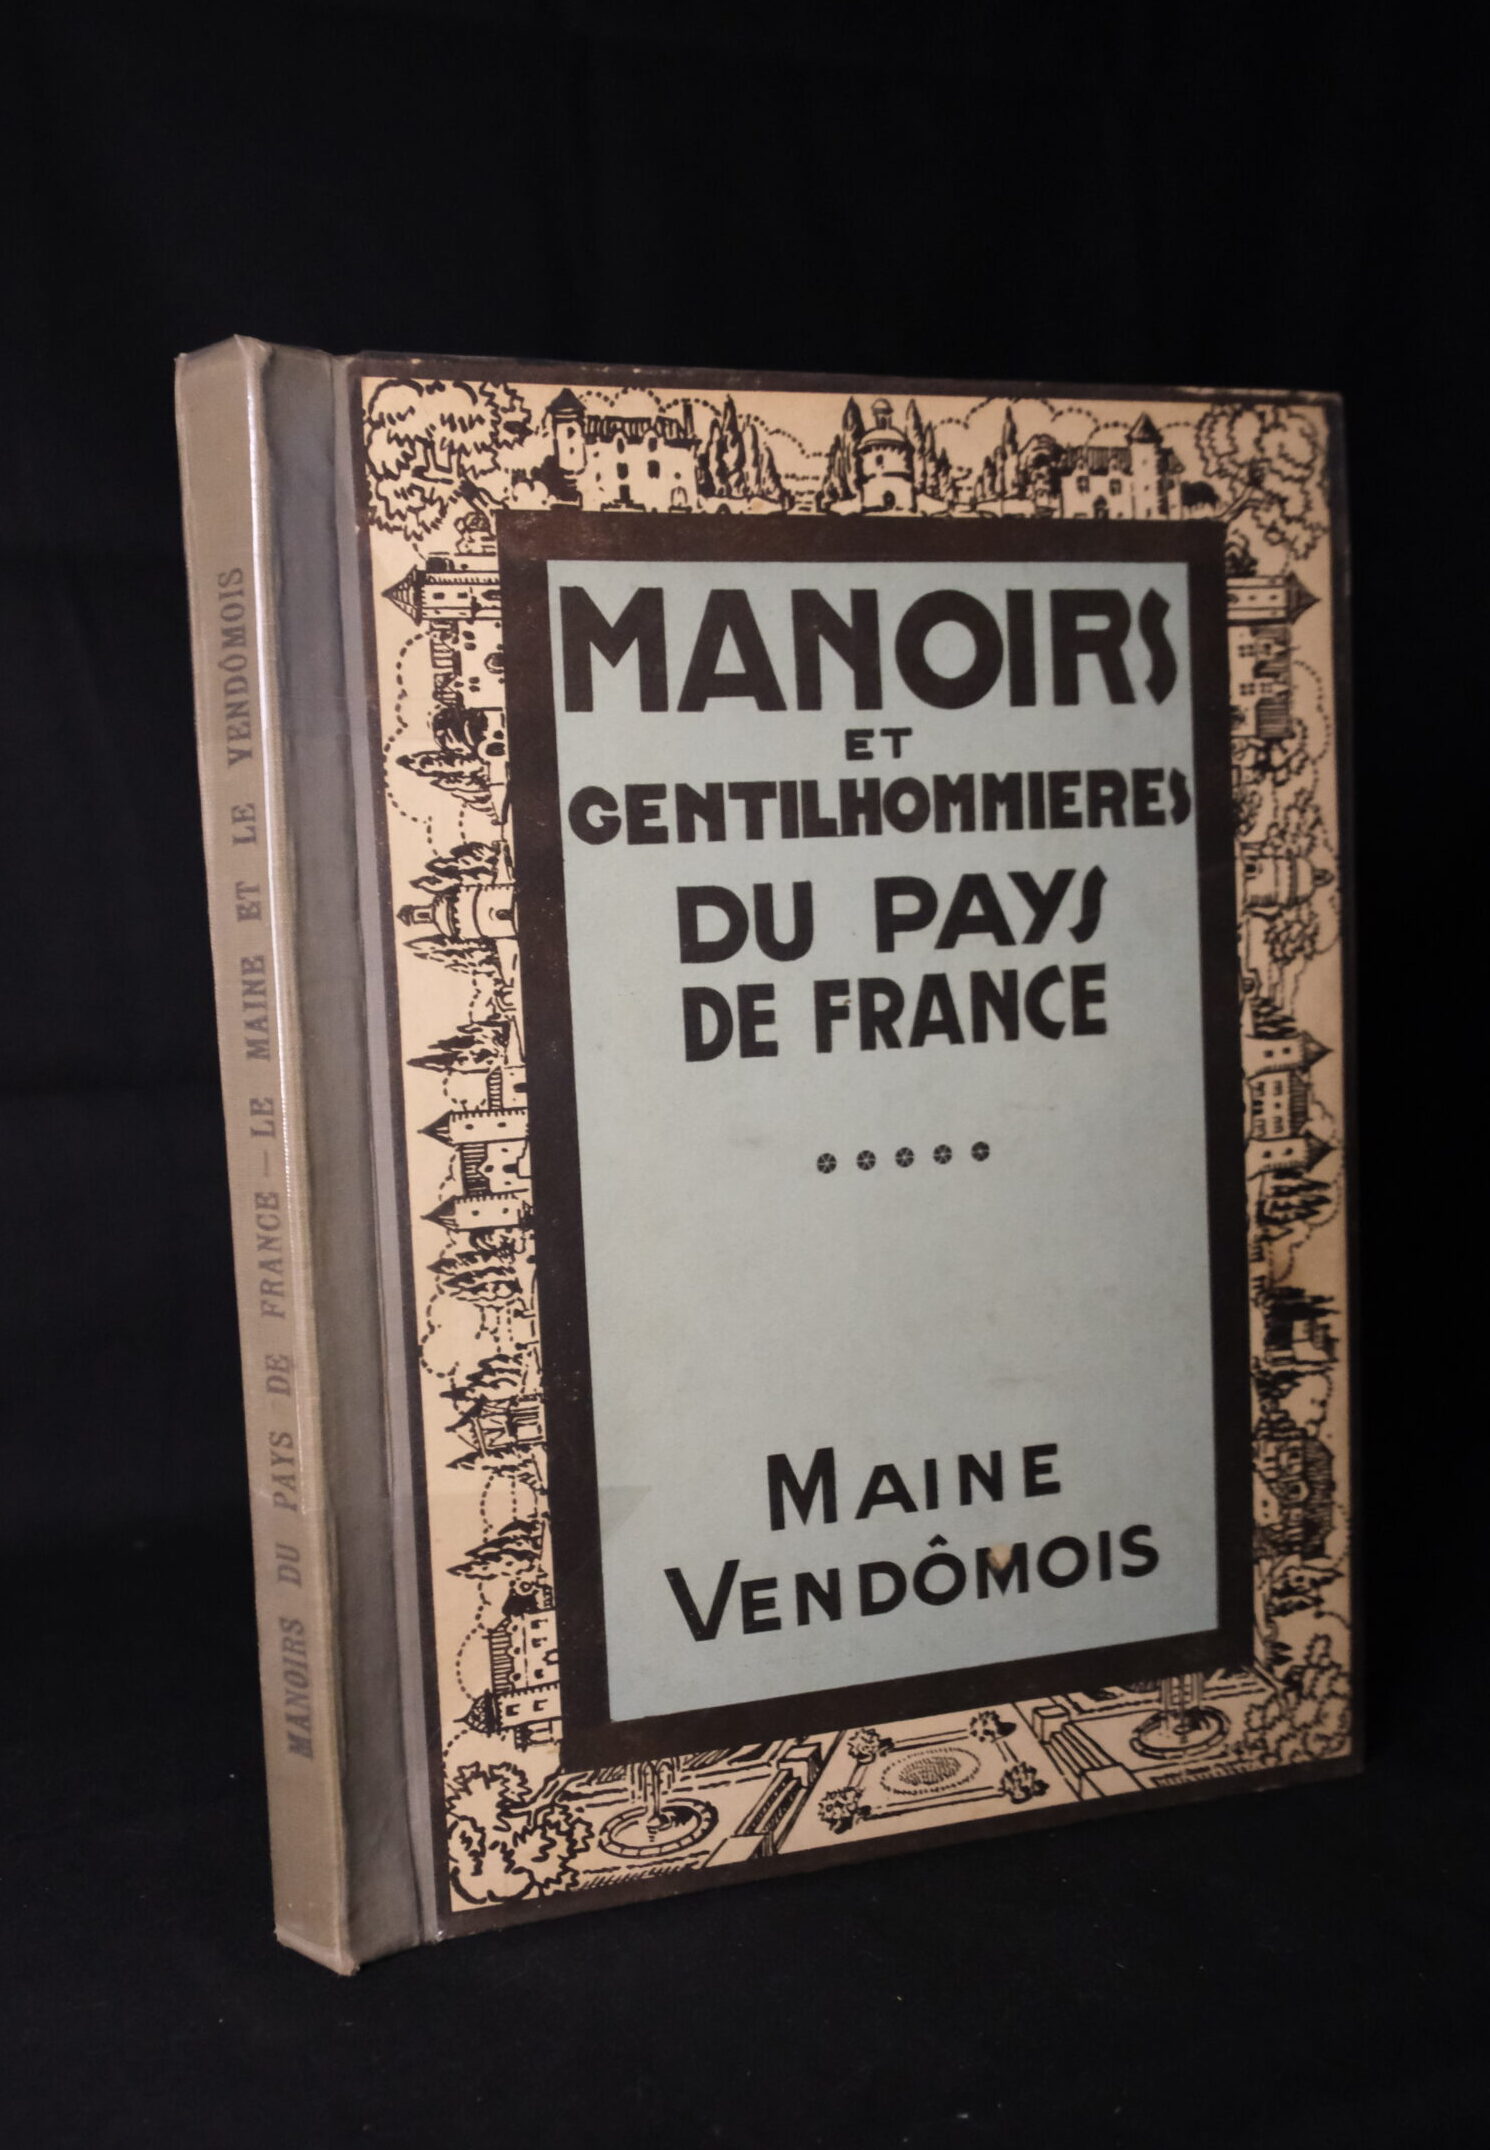 MANOIRS DU PAYS DE FRANCE – LE MAINE ET LE VENDÔMOIS
MANOIRS
ET
GENTILHOMMIERES
DU PAYS
DE FRANCE
MAINE
VENDÔMOIS